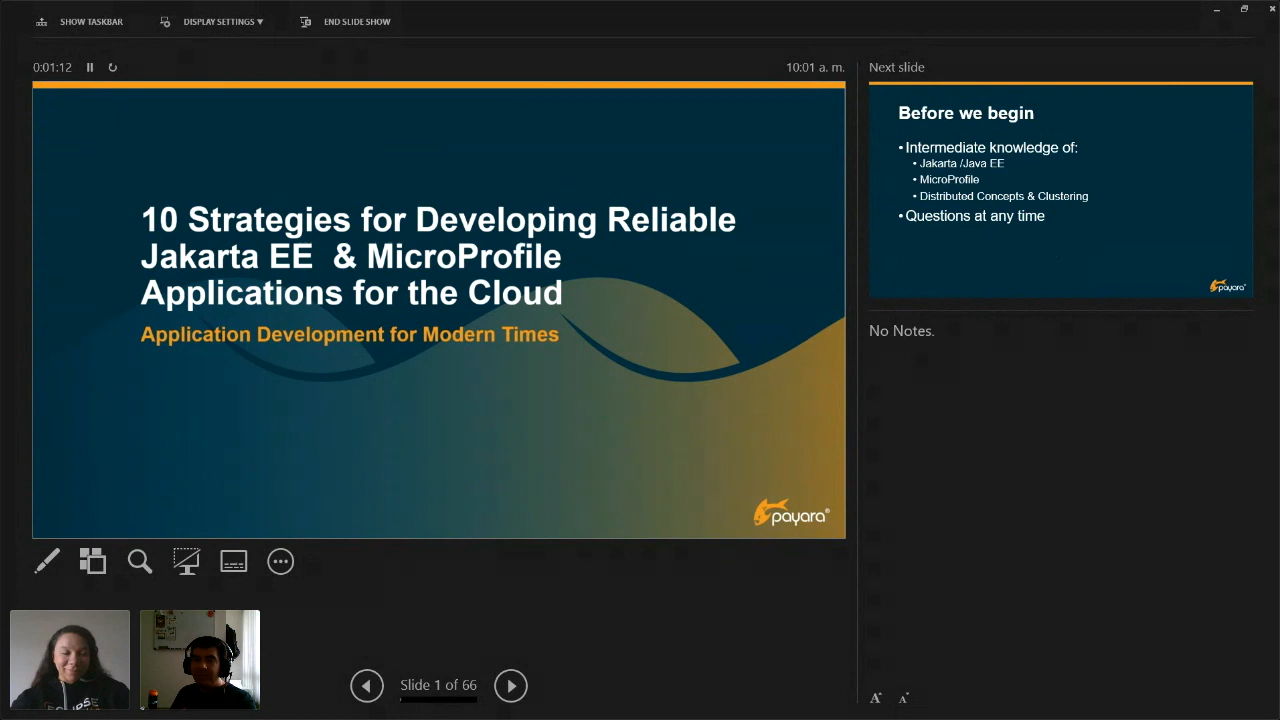 SHOW TASKBAR
DISPLAY SETTINGS ▼
END SLIDE SHOW
0:01:12
10:01 a. m.
10 Strategies for Developing Reliable
Jakarta EE & MicroProfile
Applications for the Cloud
Application Development for Modern Times
payara®
Next slide
Before we begin
•Intermediate knowledge of:
• Jakarta /Java EE
• MicroProfile
• Distributed Concepts & Clustering
•Questions at any time
payara®
No Notes.
Slide 1 of 66
A
A